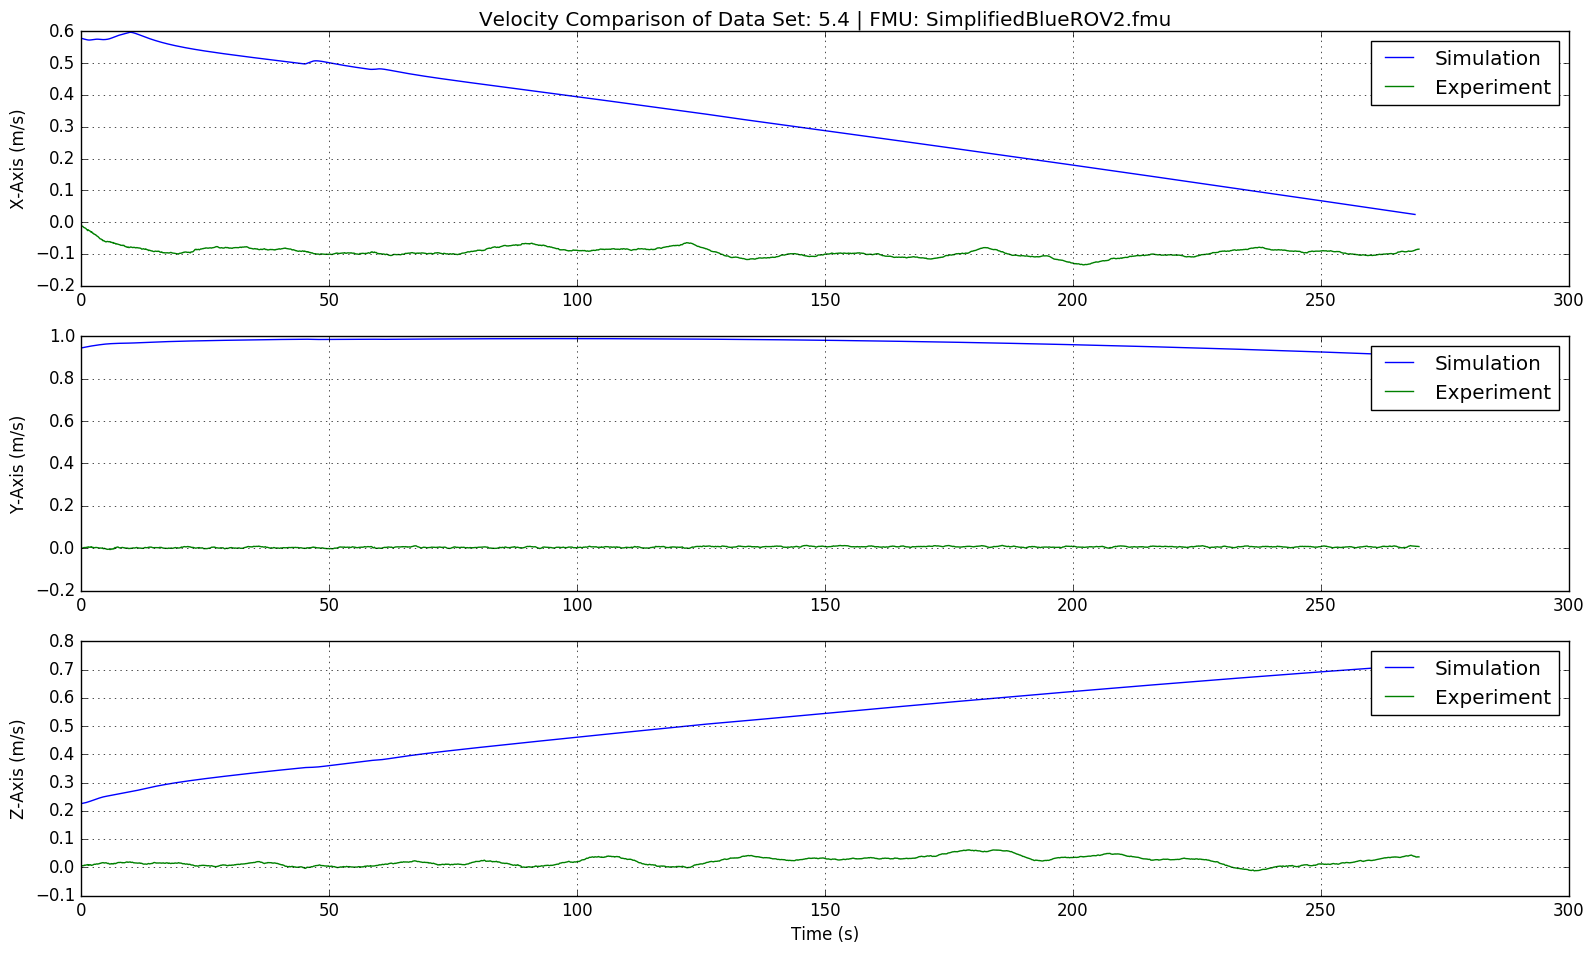 Velocity Comparison of Data Set: 5.4 | FMU: SimplifiedBlueROV2.fmu
0.6
0.5
0.4
0.3
0.2
0.1
0.0
−0.1
−0.2
X-Axis (m/s)
Simulation
Experiment
0 50 100 150 200 250 300
1.0
0.8
0.6
0.4
0.2
0.0
−0.2
Y-Axis (m/s)
Simulation
Experiment
0 50 100 150 200 250 300
0.8
0.7
0.6
0.5
0.4
0.3
0.2
0.1
0.0
−0.1
Z-Axis (m/s)
Simulation
Experiment
0 50 100 150 200 250 300
Time (s)